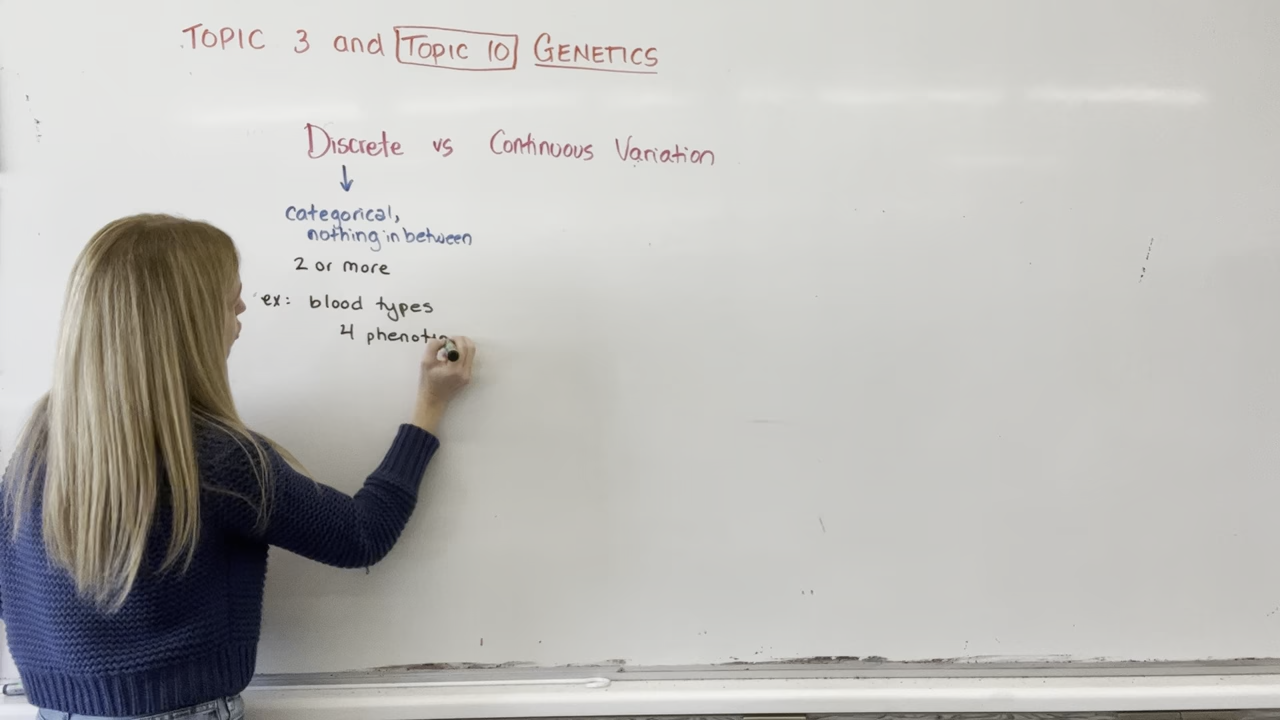 TOPIC 3 and Topic 10 GENETICS
Discrete vs Continuous Variation
categorical,
nothing in between
2 or more
ex: blood types
4